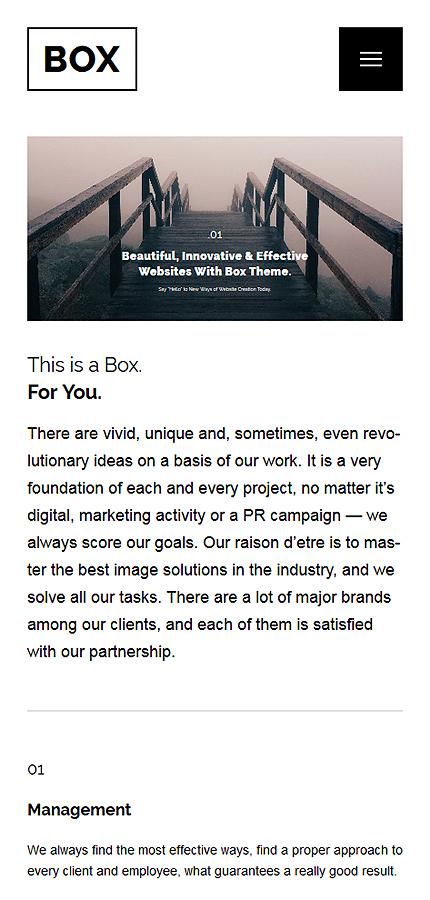 BOX
.01
Beautiful, Innovative & Effective
Websites With Box Theme.
Say "Hello" to New Ways of Website Creation Today.
This is a Box.
For You.
There are vivid, unique and, sometimes, even revo-
lutionary ideas on a basis of our work. It is a very
foundation of each and every project, no matter it’s
digital, marketing activity or a PR campaign — we
always score our goals. Our raison d’etre is to mas-
ter the best image solutions in the industry, and we
solve all our tasks. There are a lot of major brands
among our clients, and each of them is satisfied
with our partnership.
01
Management
We always find the most effective ways, find a proper approach to
every client and employee, what guarantees a really good result.